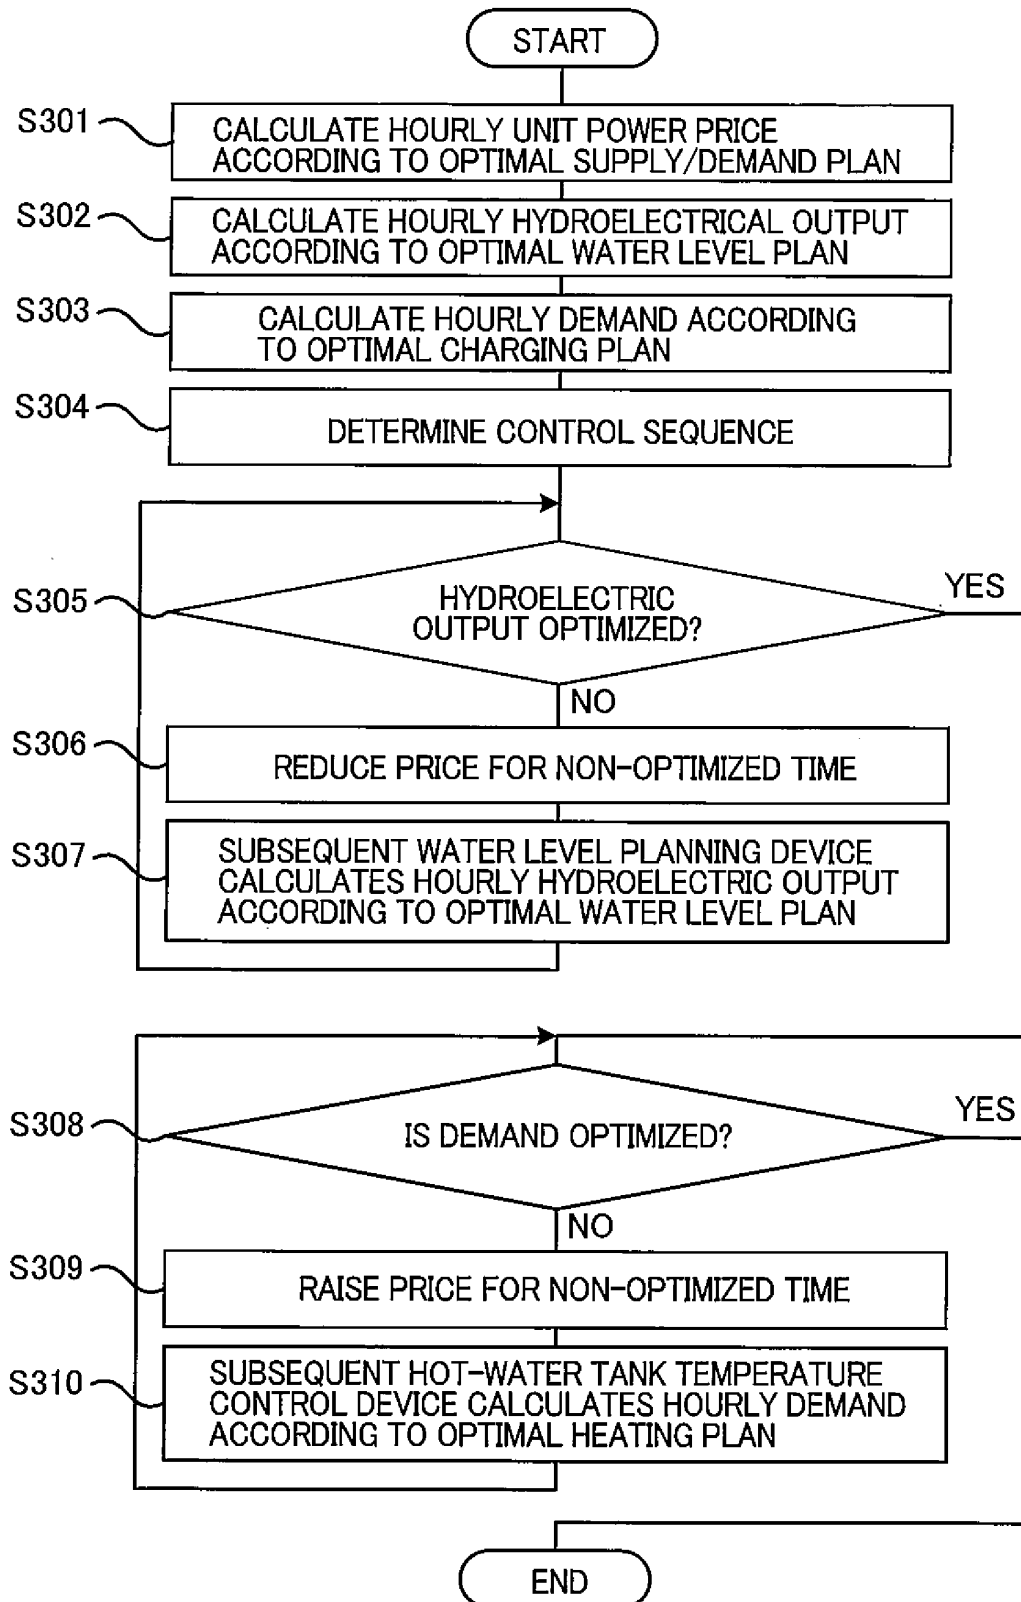 START
S301
CALCULATE HOURLY UNIT POWER PRICE
ACCORDING TO OPTIMAL SUPPLY/DEMAND PLAN
S302
CALCULATE HOURLY HYDROELECTRICAL OUTPUT
ACCORDING TO OPTIMAL WATER LEVEL PLAN
S303
CALCULATE HOURLY DEMAND ACCORDING
TO OPTIMAL CHARGING PLAN
S304
DETERMINE CONTROL SEQUENCE
S305
HYDROELECTRIC
OUTPUT OPTIMIZED?
YES
NO
S306
REDUCE PRICE FOR NON-OPTIMIZED TIME
S307
SUBSEQUENT WATER LEVEL PLANNING DEVICE
CALCULATES HOURLY HYDROELECTRIC OUTPUT
ACCORDING TO OPTIMAL WATER LEVEL PLAN
S308
IS DEMAND OPTIMIZED?
YES
NO
S309
RAISE PRICE FOR NON-OPTIMIZED TIME
S310
SUBSEQUENT HOT-WATER TANK TEMPERATURE
CONTROL DEVICE CALCULATES HOURLY DEMAND
ACCORDING TO OPTIMAL HEATING PLAN
END